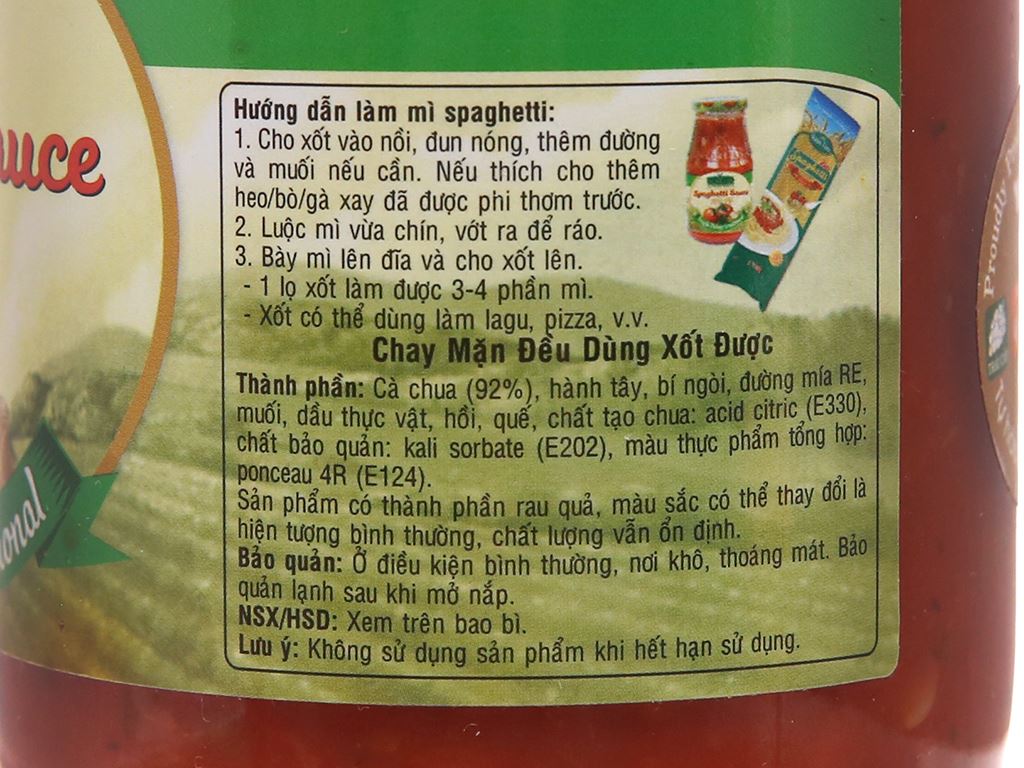 uce
onal
Hướng dẫn làm mì spaghetti:
1. Cho xốt vào nồi, đun nóng, thêm đường
và muối nếu cần. Nếu thích cho thêm
heo/bò/gà xay đã được phi thơm trước.
2. Luộc mì vừa chín, vớt ra để ráo.
3. Bày mì lên đĩa và cho xốt lên.
- 1 lọ xốt làm được 3-4 phần mì.
- Xốt có thể dùng làm lagu, pizza, v.v.
Spaghetti Sauce
Spaghetti
Chay Mặn Đều Dùng Xốt Được
Thành phần: Cà chua (92%), hành tây, bí ngòi, đường mía RE,
muối, dầu thực vật, hồi, quế, chất tạo chua: acid citric (E330),
chất bảo quản: kali sorbate (E202), màu thực phẩm tổng hợp:
ponceau 4R (E124).
Sản phẩm có thành phần rau quả, màu sắc có thể thay đổi là
hiện tượng bình thường, chất lượng vẫn ổn định.
Bảo quản: Ở điều kiện bình thường, nơi khô, thoáng mát. Bảo
quản lạnh sau khi mở nắp.
NSX/HSD: Xem trên bao bì.
Lưu ý: Không sử dụng sản phẩm khi hết hạn sử dụng.
Proudly